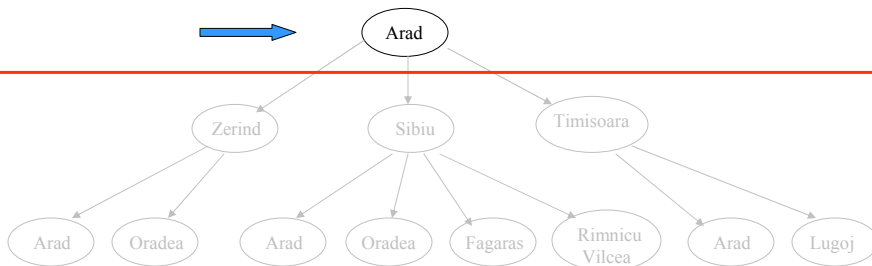 Arad
Zerind
Sibiu
Timisoara
Arad
Oradea
Arad
Oradea
Fagaras
Rimnicu
Vilcea
Arad
Lugoj